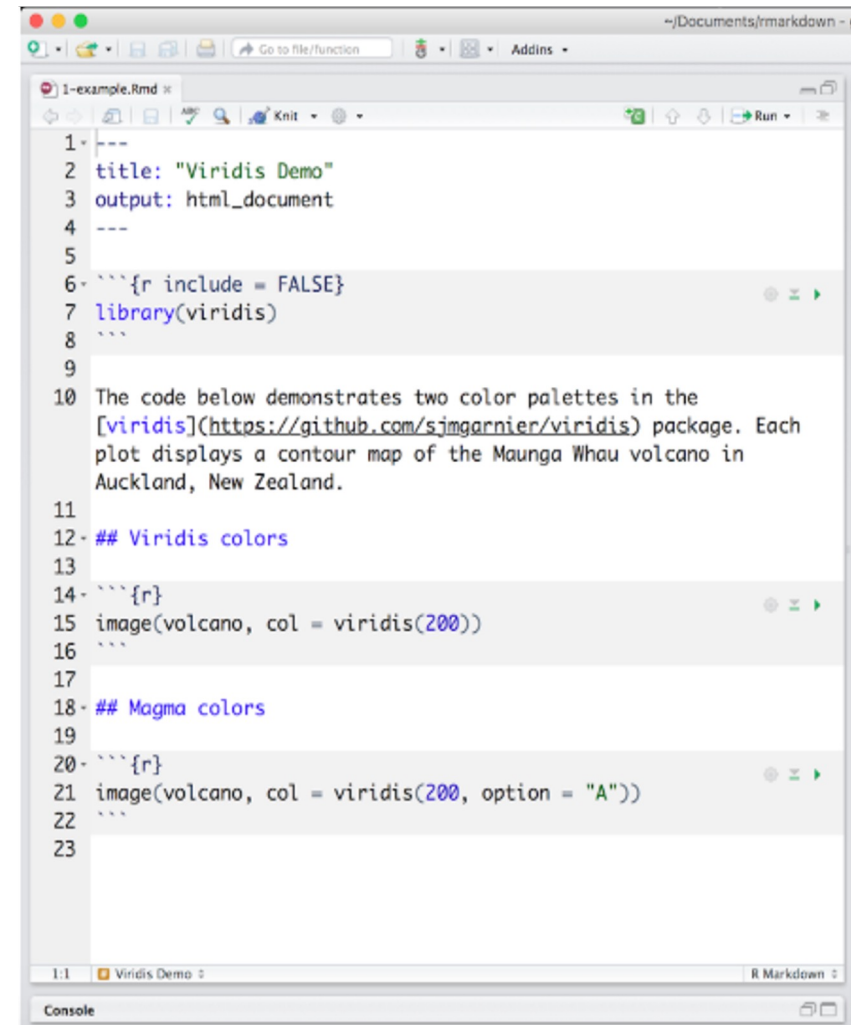 ~/Documents/rmarkdown -
Go to file/function
Addins
1-example.Rmd
ABC
Knit
Run
1 ---
2 title: "Viridis Demo"
3 output: html_document
4 ---
5
6 ```{r include = FALSE}
7 library(viridis)
8 ```
9
10 The code below demonstrates two color palettes in the
[viridis](https://github.com/sjmgarnier/viridis) package. Each
plot displays a contour map of the Maunga Whau volcano in
Auckland, New Zealand.
11
12 ## Viridis colors
13
14 ```{r}
15 image(volcano, col = viridis(200))
16 ```
17
18 ## Magma colors
19
20 ```{r}
21 image(volcano, col = viridis(200, option = "A"))
22 ```
23
1:1 Viridis Demo R Markdown
Console